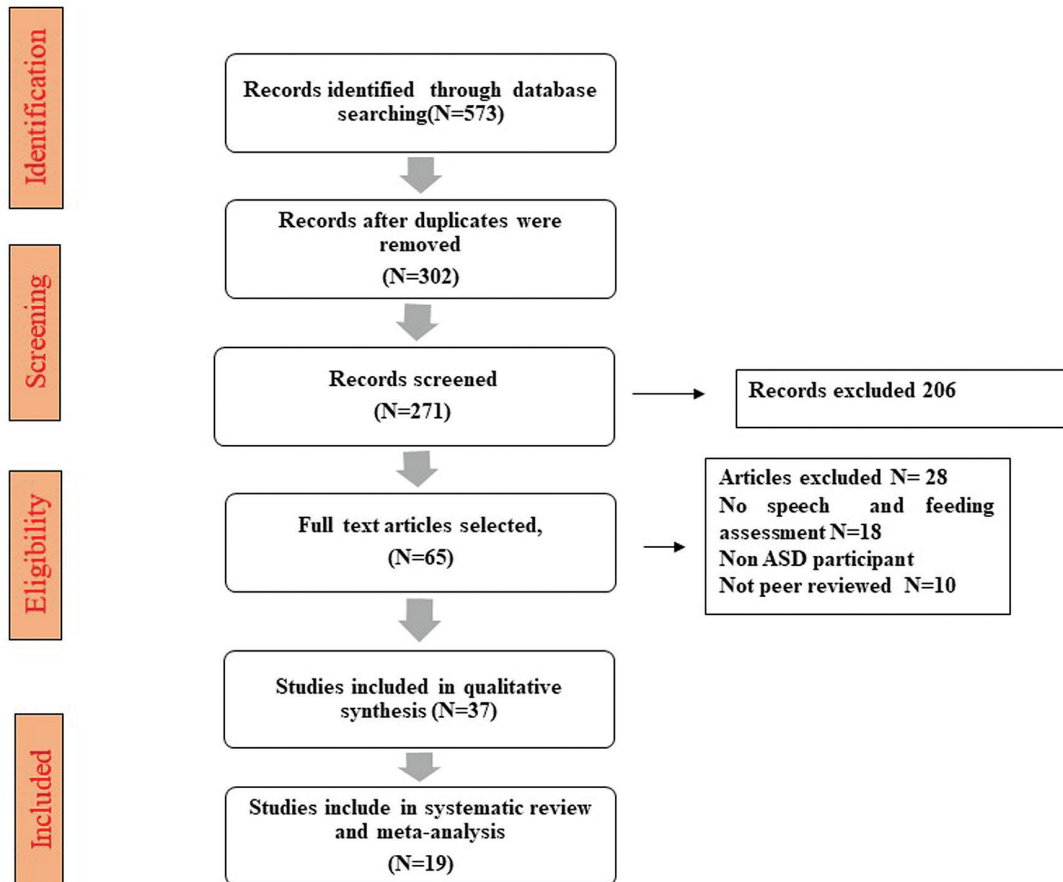 Identification
Records identified through database
searching(N=573)
Records after duplicates were
removed
(N=302)
Screening
Records screened
(N=271)
Records excluded 206
Eligibility
Full text articles selected,
(N=65)
Articles excluded N= 28
No speech and feeding
assessment N=18
Non ASD participant
Not peer reviewed N=10
Studies included in qualitative
synthesis (N=37)
Included
Studies include in systematic review
and meta-analysis
(N=19)